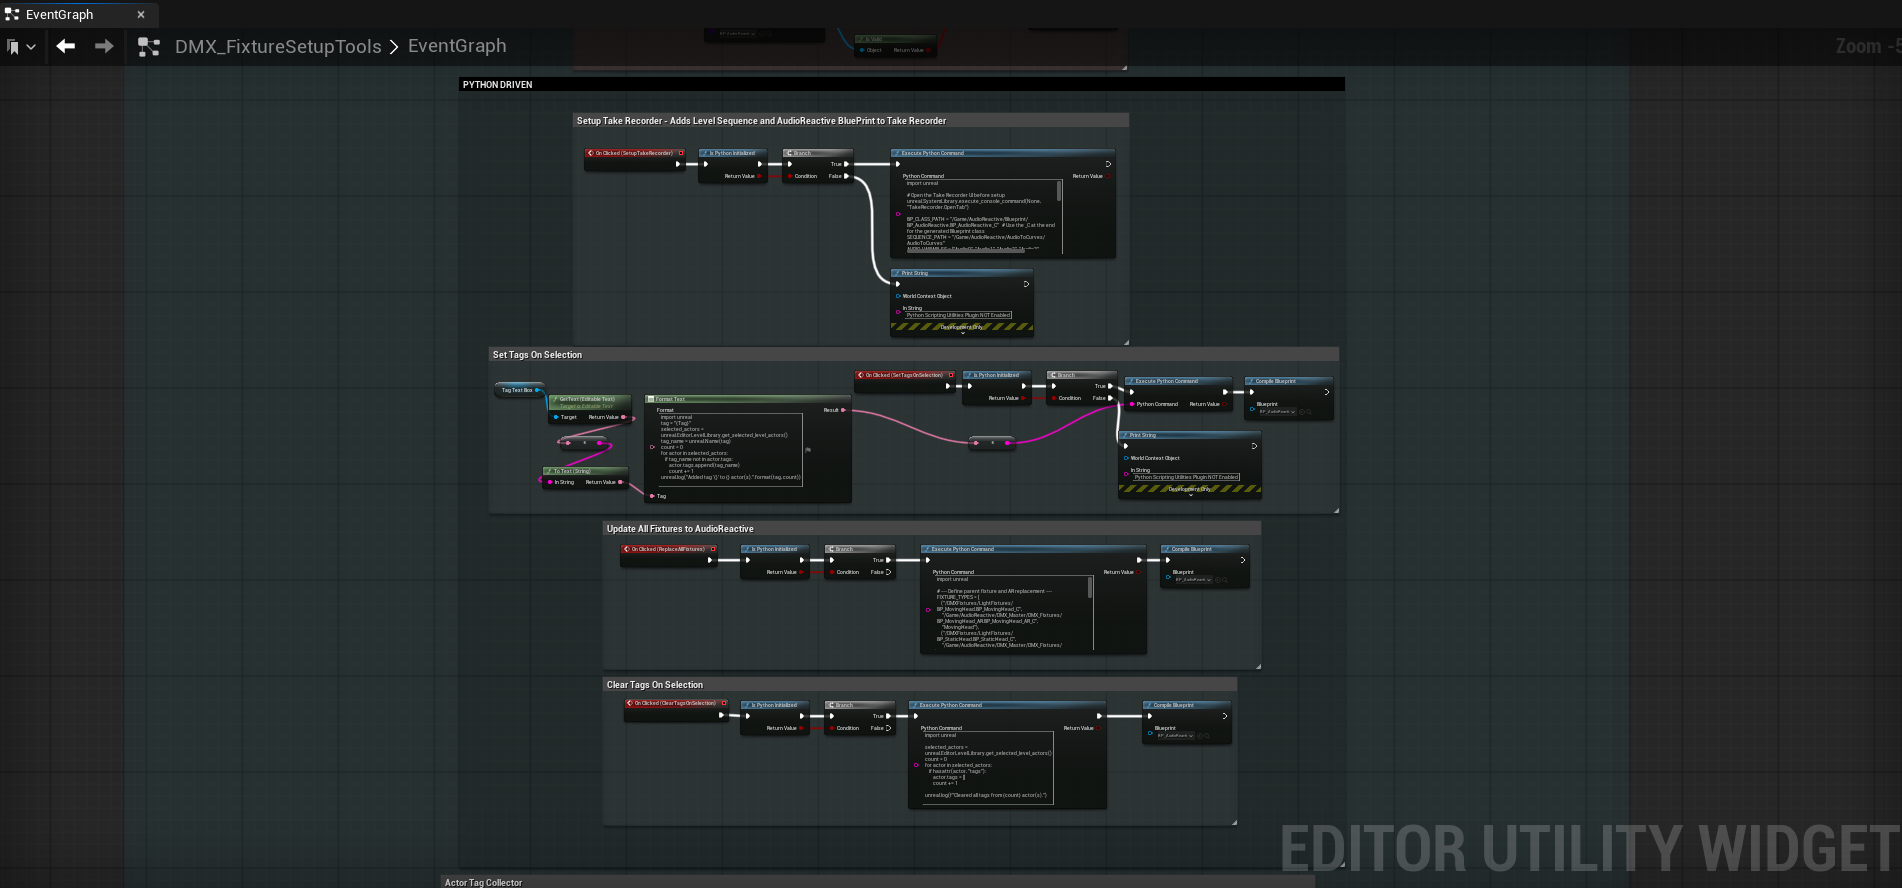 EventGraph
DMX_FixtureSetupTools > EventGraph
Zoom -5
Is Valid
Object Return Value
PYTHON DRIVEN
Setup Take Recorder - Adds Level Sequence and AudioReactive BluePrint to Take Recorder
On Clicked (SetupTakeRecorder)
Is Python Initialized
Return Value
Branch
True
Condition False
Execute Python Command
Python Command
Return Value
import unreal
# Open the Take Recorder UI before setup
unreal.SystemLibrary.execute_console_command(None,
"TakeRecorder.OpenTab")
BP_CLASS_PATH = "/Game/AudioReactive/Blueprint/
BP_AudioReactive.BP_AudioReactive_C" # Use the _C at the end
for the generated Blueprint class
SEQUENCE_PATH = "/Game/AudioReactive/AudioToCurves/
AudioToCurves"
Print String
World Context Object
In String
Python Scripting Utilities Plugin NOT Enabled
Development Only
Set Tags On Selection
Tag Text Box
GetText (Editable Text)
Target is Editable Text
Target Return Value
To Text (String)
In String Return Value
Format Text
Format
Result
import unreal
tag = "{Tag}"
selected_actors =
unreal.EditorLevelLibrary.get_selected_level_actors()
tag_name = unreal.Name(tag)
count = 0
for actor in selected_actors:
if tag_name not in actor.tags:
actor.tags.append(tag_name)
count += 1
unreal.log("Added tag '{}' to {} actor(s).".format(tag, count))
Tag
On Clicked (SetTagsOnSelection)
Is Python Initialized
Return Value
Branch
True
Condition False
Execute Python Command
Python Command Return Value
Compile Blueprint
Blueprint
BP_AudioReacti
Print String
World Context Object
In String
Python Scripting Utilities Plugin NOT Enabled
Development Only
Update All Fixtures to AudioReactive
On Clicked (ReplaceAllFixtures)
Is Python Initialized
Return Value
Branch
True
Condition False
Execute Python Command
Python Command
Return Value
import unreal
# --- Define parent fixture and AR replacement ---
FIXTURE_TYPES = [
("/DMXFixtures/LightFixtures/
BP_MovingHead.BP_MovingHead_C",
"/Game/AudioReactive/DMX_Master/DMX_Fixtures/
BP_MovingHead_AR.BP_MovingHead_AR_C",
"MovingHead"),
("/DMXFixtures/LightFixtures/
BP_StaticHead.BP_StaticHead_C",
"/Game/AudioReactive/DMX_Master/DMX_Fixtures/
Compile Blueprint
Blueprint
BP_AudioReacti
Clear Tags On Selection
On Clicked (ClearTagsOnSelection)
Is Python Initialized
Return Value
Branch
True
Condition False
Execute Python Command
Python Command
Return Value
import unreal
selected_actors =
unreal.EditorLevelLibrary.get_selected_level_actors()
count = 0
for actor in selected_actors:
if hasattr(actor, "tags"):
actor.tags = []
count += 1
unreal.log(f"Cleared all tags from {count} actor(s).")
Compile Blueprint
Blueprint
BP_AudioReacti
EDITOR UTILITY WIDGET
Actor Tag Collector